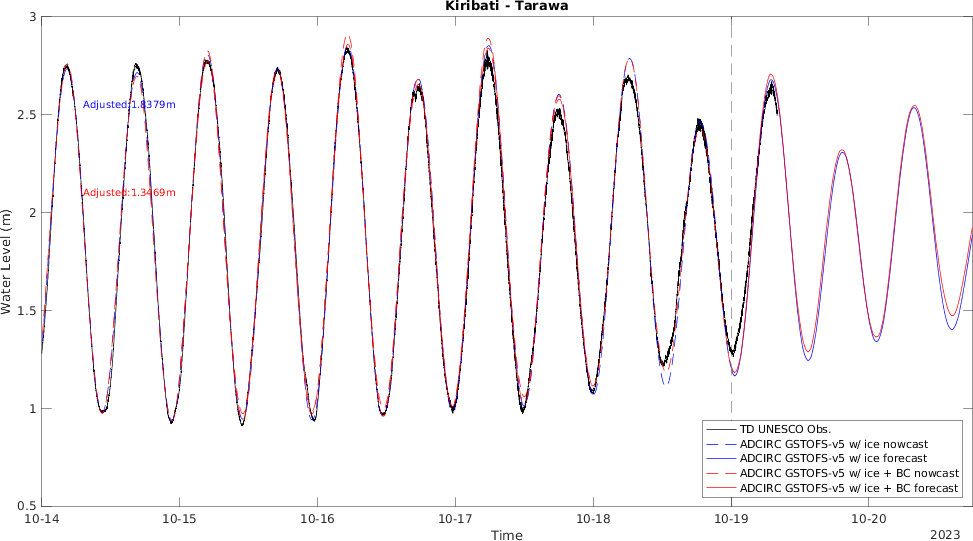 Kiribati - Tarawa
3
2.5
2
1.5
1
0.5
Water Level (m)
Adjusted:1.8379m
Adjusted:1.3469m
TD UNESCO Obs.
ADCIRC GSTOFS-v5 w/ ice nowcast
ADCIRC GSTOFS-v5 w/ ice forecast
ADCIRC GSTOFS-v5 w/ ice + BC nowcast
ADCIRC GSTOFS-v5 w/ ice + BC forecast
10-14 10-15 10-16 10-17 10-18 10-19 10-20
Time
2023